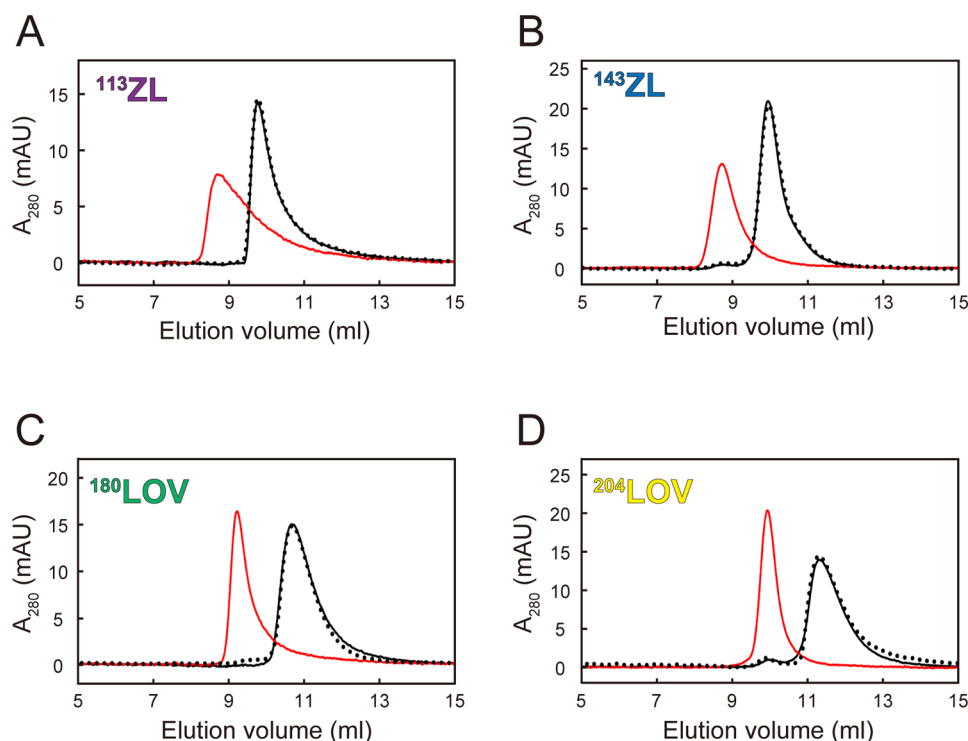 A
¹¹³ZL
15
10
5
0
A₂₈₀ (mAU)
5 7 9 11 13 15
Elution volume (ml)
B
¹⁴³ZL
25
20
15
10
5
0
A₂₈₀ (mAU)
5 7 9 11 13 15
Elution volume (ml)
C
¹⁸⁰LOV
20
15
10
5
0
A₂₈₀ (mAU)
5 7 9 11 13 15
Elution volume (ml)
D
²⁰⁴LOV
25
20
15
10
5
0
A₂₈₀ (mAU)
5 7 9 11 13 15
Elution volume (ml)